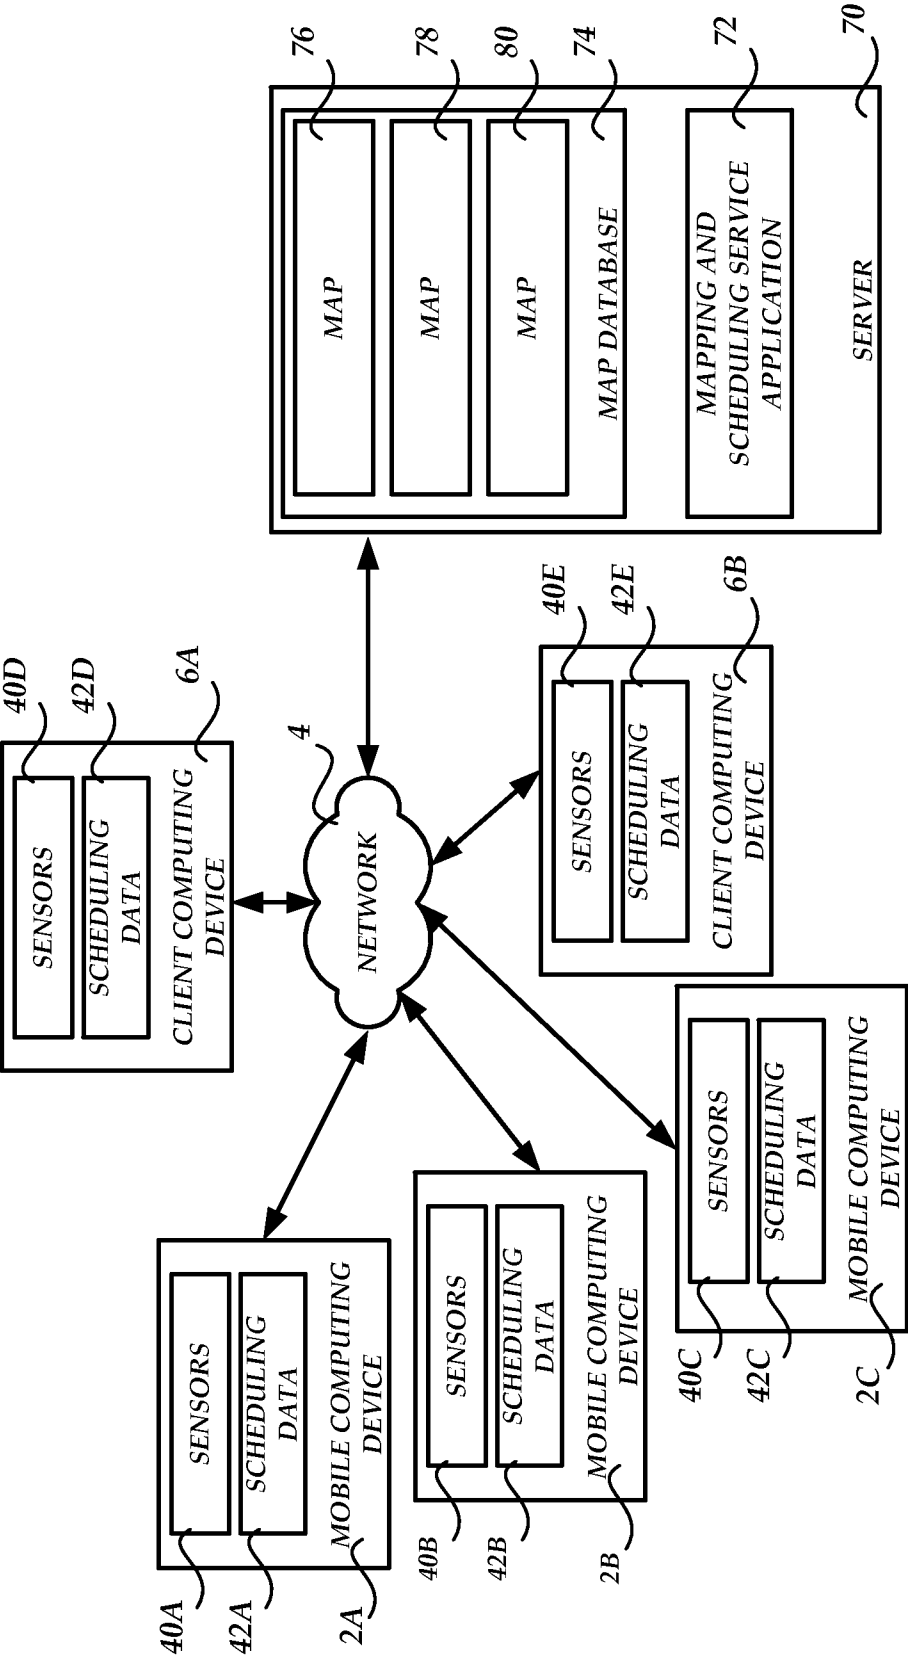 76
MAP
78
MAP
80
MAP
74
MAP DATABASE
72
MAPPING AND
SCHEDULING SERVICE
APPLICATION
70
SERVER
40D
SENSORS
42D
SCHEDULING
DATA
6A
CLIENT COMPUTING
DEVICE
4
NETWORK
40E
SENSORS
42E
SCHEDULING
DATA
6B
CLIENT COMPUTING
DEVICE
SENSORS
40A
SCHEDULING
DATA
42A
MOBILE COMPUTING
DEVICE
2A
SENSORS
40B
SCHEDULING
DATA
42B
MOBILE COMPUTING
DEVICE
2B
SENSORS
40C
SCHEDULING
DATA
42C
MOBILE COMPUTING
DEVICE
2C